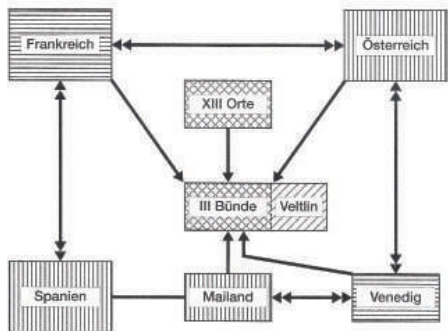 Frankreich
Österreich
XIII Orte
III Bünde
Veltlin
Spanien
Mailand
Venedig